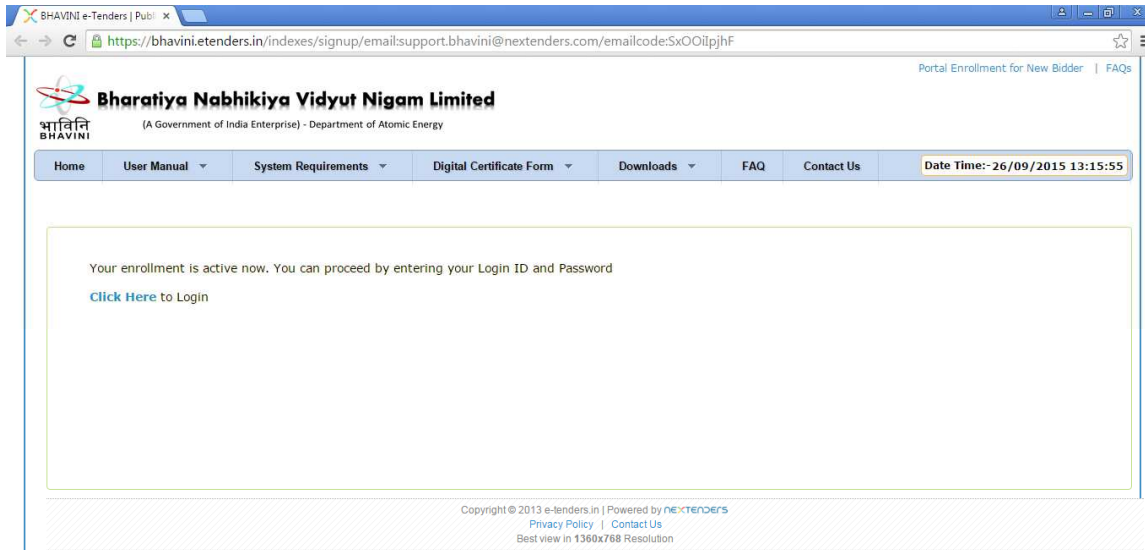 BHAVINI e-Tenders | Publ
https://bhavini.etenders.in/indexes/signup/email:support.bhavini@nextenders.com/emailcode:SxOOiIpjhF
Portal Enrollment for New Bidder | FAQs
Bharatiya Nabhikiya Vidyut Nigam Limited
(A Government of India Enterprise) - Department of Atomic Energy
भाविनि
BHAVINI
Home User Manual System Requirements Digital Certificate Form Downloads FAQ Contact Us Date Time:-26/09/2015 13:15:55
Your enrollment is active now. You can proceed by entering your Login ID and Password
Click Here to Login
Copyright © 2013 e-tenders.in | Powered by nextenders
Privacy Policy | Contact Us
Best view in 1360x768 Resolution